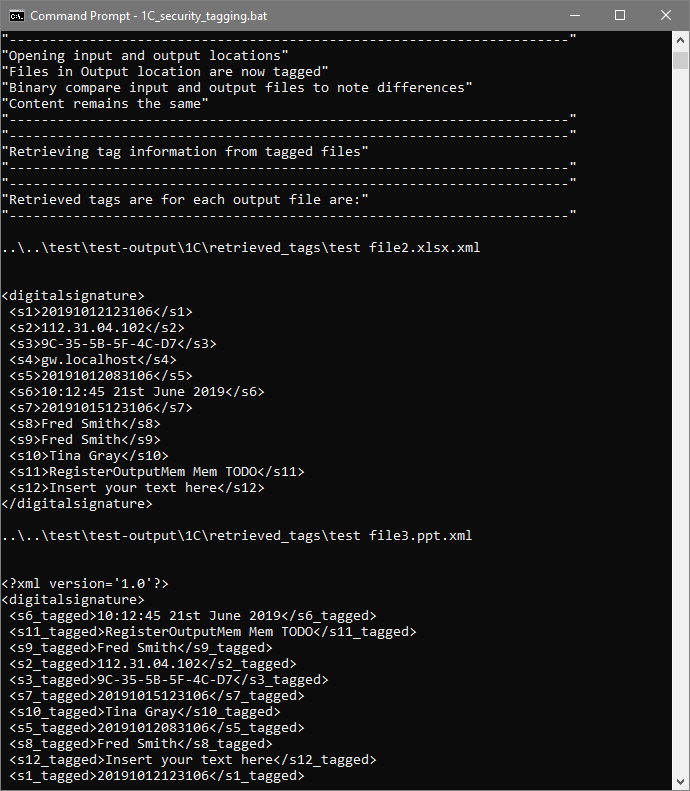 Command Prompt - 1C_security_tagging.bat
"----------------------------------------------------------------------"
"Opening input and output locations"
"Files in Output location are now tagged"
"Binary compare input and output files to note differences"
"Content remains the same"
"----------------------------------------------------------------------"
"----------------------------------------------------------------------"
"Retrieving tag information from tagged files"
"----------------------------------------------------------------------"
"----------------------------------------------------------------------"
"Retrieved tags are for each output file are:"
"----------------------------------------------------------------------"
..\..\test\test-output\1C\retrieved_tags\test file2.xlsx.xml
<digitalsignature>
<s1>20191012123106</s1>
<s2>112.31.04.102</s2>
<s3>9C-35-5B-5F-4C-D7</s3>
<s4>gw.localhost</s4>
<s5>20191012083106</s5>
<s6>10:12:45 21st June 2019</s6>
<s7>20191015123106</s7>
<s8>Fred Smith</s8>
<s9>Fred Smith</s9>
<s10>Tina Gray</s10>
<s11>RegisterOutputMem Mem TODO</s11>
<s12>Insert your text here</s12>
</digitalsignature>
..\..\test\test-output\1C\retrieved_tags\test file3.ppt.xml
<?xml version='1.0'?>
<digitalsignature>
<s6_tagged>10:12:45 21st June 2019</s6_tagged>
<s11_tagged>RegisterOutputMem Mem TODO</s11_tagged>
<s9_tagged>Fred Smith</s9_tagged>
<s2_tagged>112.31.04.102</s2_tagged>
<s3_tagged>9C-35-5B-5F-4C-D7</s3_tagged>
<s7_tagged>20191015123106</s7_tagged>
<s10_tagged>Tina Gray</s10_tagged>
<s5_tagged>20191012083106</s5_tagged>
<s8_tagged>Fred Smith</s8_tagged>
<s12_tagged>Insert your text here</s12_tagged>
<s1_tagged>20191012123106</s1_tagged>